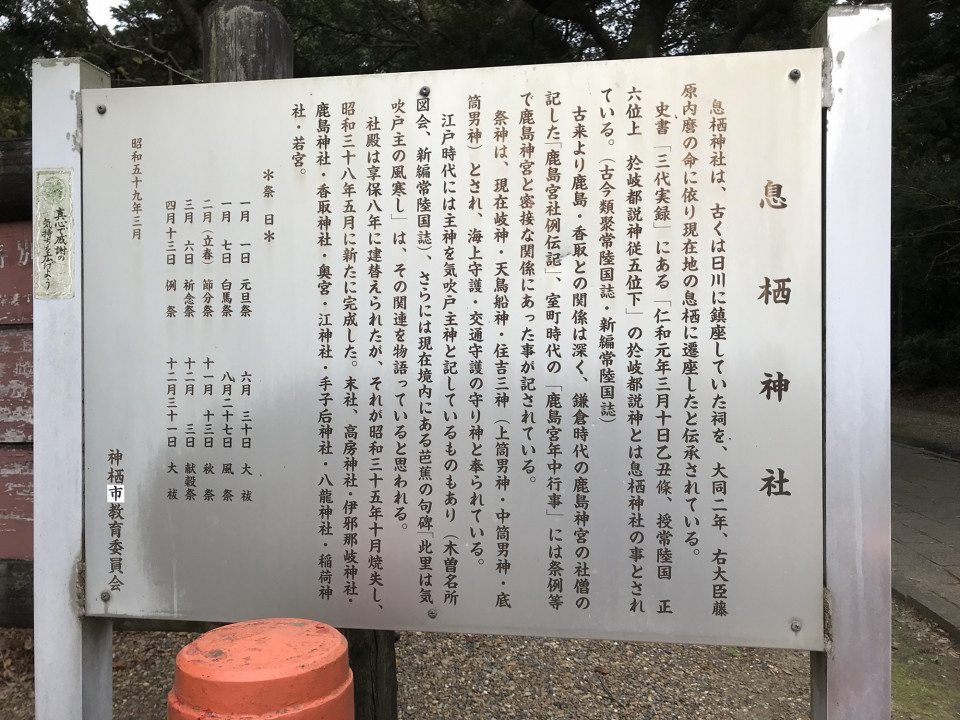 息栖神社
息栖神社は、古くは日川に鎮座していた祠を、大同二年、右大臣藤
原内麿の命に依り現在地の息栖に遷座したと伝承されている。
史書「三代実録」にある「仁和元年三月十日乙丑條、授常陸国 正
六位上 於岐都説神従五位下」の於岐都説神とは息栖神社の事とされ
ている。（古今類聚常陸国誌・新編常陸国誌）
古来より鹿島・香取との関係は深く、鎌倉時代の鹿島神宮の社僧の
記した「鹿島宮社例伝記」、室町時代の「鹿島宮年中行事」には祭例等
で鹿島神宮と密接な関係にあった事が記されている。
祭神は、現在岐神・天鳥船神・住吉三神（上筒男神・中筒男神・底
筒男神）とされ、海上守護・交通守護の守り神と奉られている。
江戸時代には主神を気吹戸主神と記しているものもあり（木曽名所
図会、新編常陸国誌）、さらには現在境内にある芭蕉の句碑「此里は気
吹戸主の風寒し」は、その関連を物語っていると思われる。
社殿は享保八年に建替えられたが、それが昭和三十五年十月焼失し、
昭和三十八年五月に新たに完成した。末社、高房神社・伊邪那岐神社・
鹿島神社・香取神社・奥宮・江神社・手子后神社・八龍神社・稲荷神
社・若宮。
＊祭日＊
一月 一日 元旦祭 六月 三十日 大祓
一月 七日 白馬祭 八月二十七日 風祭
二月（立春）節分祭 十一月 十三日 秋祭
三月 六日 祈念祭 十二月 三日 献穀祭
四月十三日 例祭 十二月三十一日 大祓
昭和五十九年三月
神栖市教育委員会
真心と感謝の
気持ちを広げよう
特別